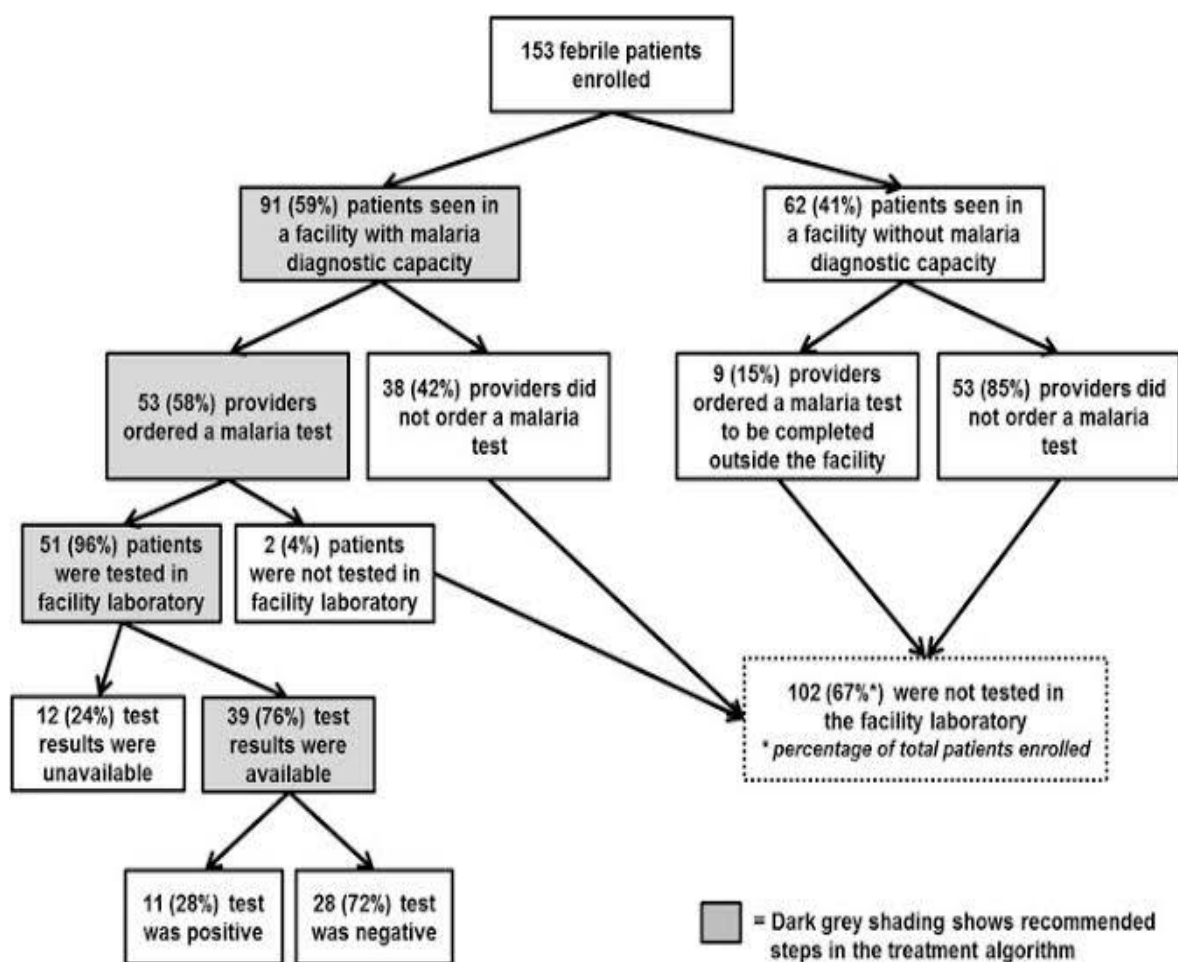 153 febrile patients
enrolled
91 (59%) patients seen in
a facility with malaria
diagnostic capacity
62 (41%) patients seen in
a facility without malaria
diagnostic capacity
53 (58%) providers
ordered a malaria test
38 (42%) providers did
not order a malaria
test
9 (15%) providers
ordered a malaria test
to be completed
outside the facility
53 (85%) providers did
not order a malaria
test
51 (96%) patients
were tested in
facility laboratory
2 (4%) patients
were not tested in
facility laboratory
102 (67%*) were not tested in
the facility laboratory
* percentage of total patients enrolled
12 (24%) test
results were
unavailable
39 (76%) test
results were
available
11 (28%) test
was positive
28 (72%) test
was negative
= Dark grey shading shows recommended
steps in the treatment algorithm